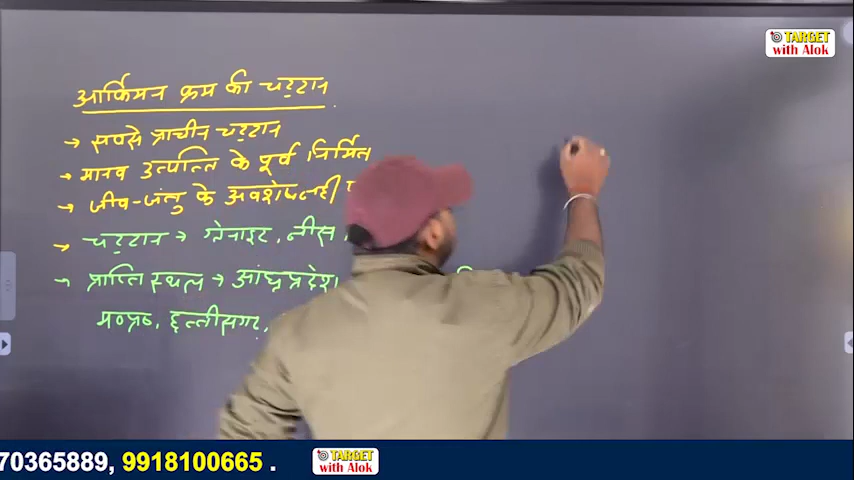 TARGET
with Alok
आर्कियन क्रम की चट्टान
→ सबसे प्राचीन चट्टान
→ मानव उत्पत्ति के पूर्व निर्मित
→ जीव-जंतु के अवशेष नही
→ चट्टान → ग्रेनाइट, नीस
→ प्राप्ति स्थल → आंध्रप्रदेश
म०प्र०, छत्तीसगढ़,
70365889, 9918100665 .
TARGET
with Alok